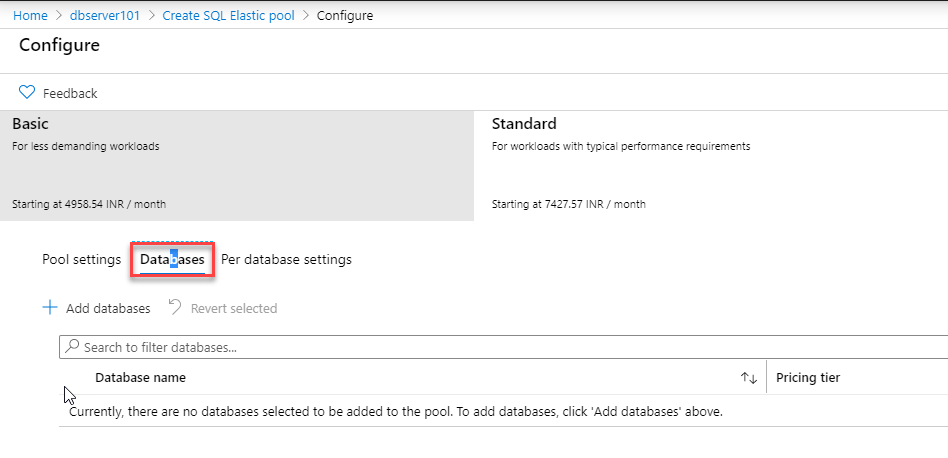 Home > dbserver101 > Create SQL Elastic pool > Configure
Configure
Feedback
Basic
For less demanding workloads
Starting at 4958.54 INR / month
Standard
For workloads with typical performance requirements
Starting at 7427.57 INR / month
Pool settings Databases Per database settings
Add databases Revert selected
Search to filter databases...
Database name Pricing tier
Currently, there are no databases selected to be added to the pool. To add databases, click 'Add databases' above.